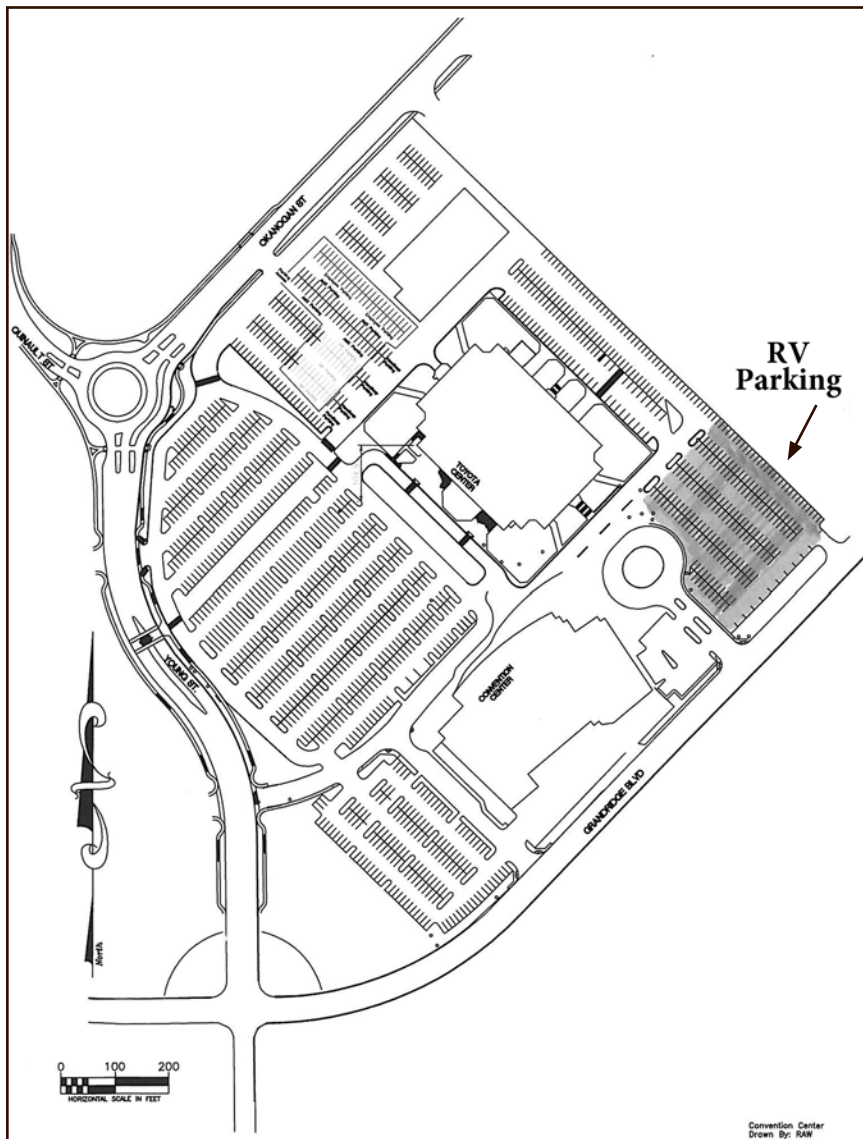 OKANOGAN ST
QUINAULT ST
RV
Parking
TOYOTA
CENTER
CONVENTION
CENTER
YOUNG ST
GRANDRIDGE BLVD
North
0 100 200
HORIZONTAL SCALE IN FEET
Convention Center
Drawn By: RAW